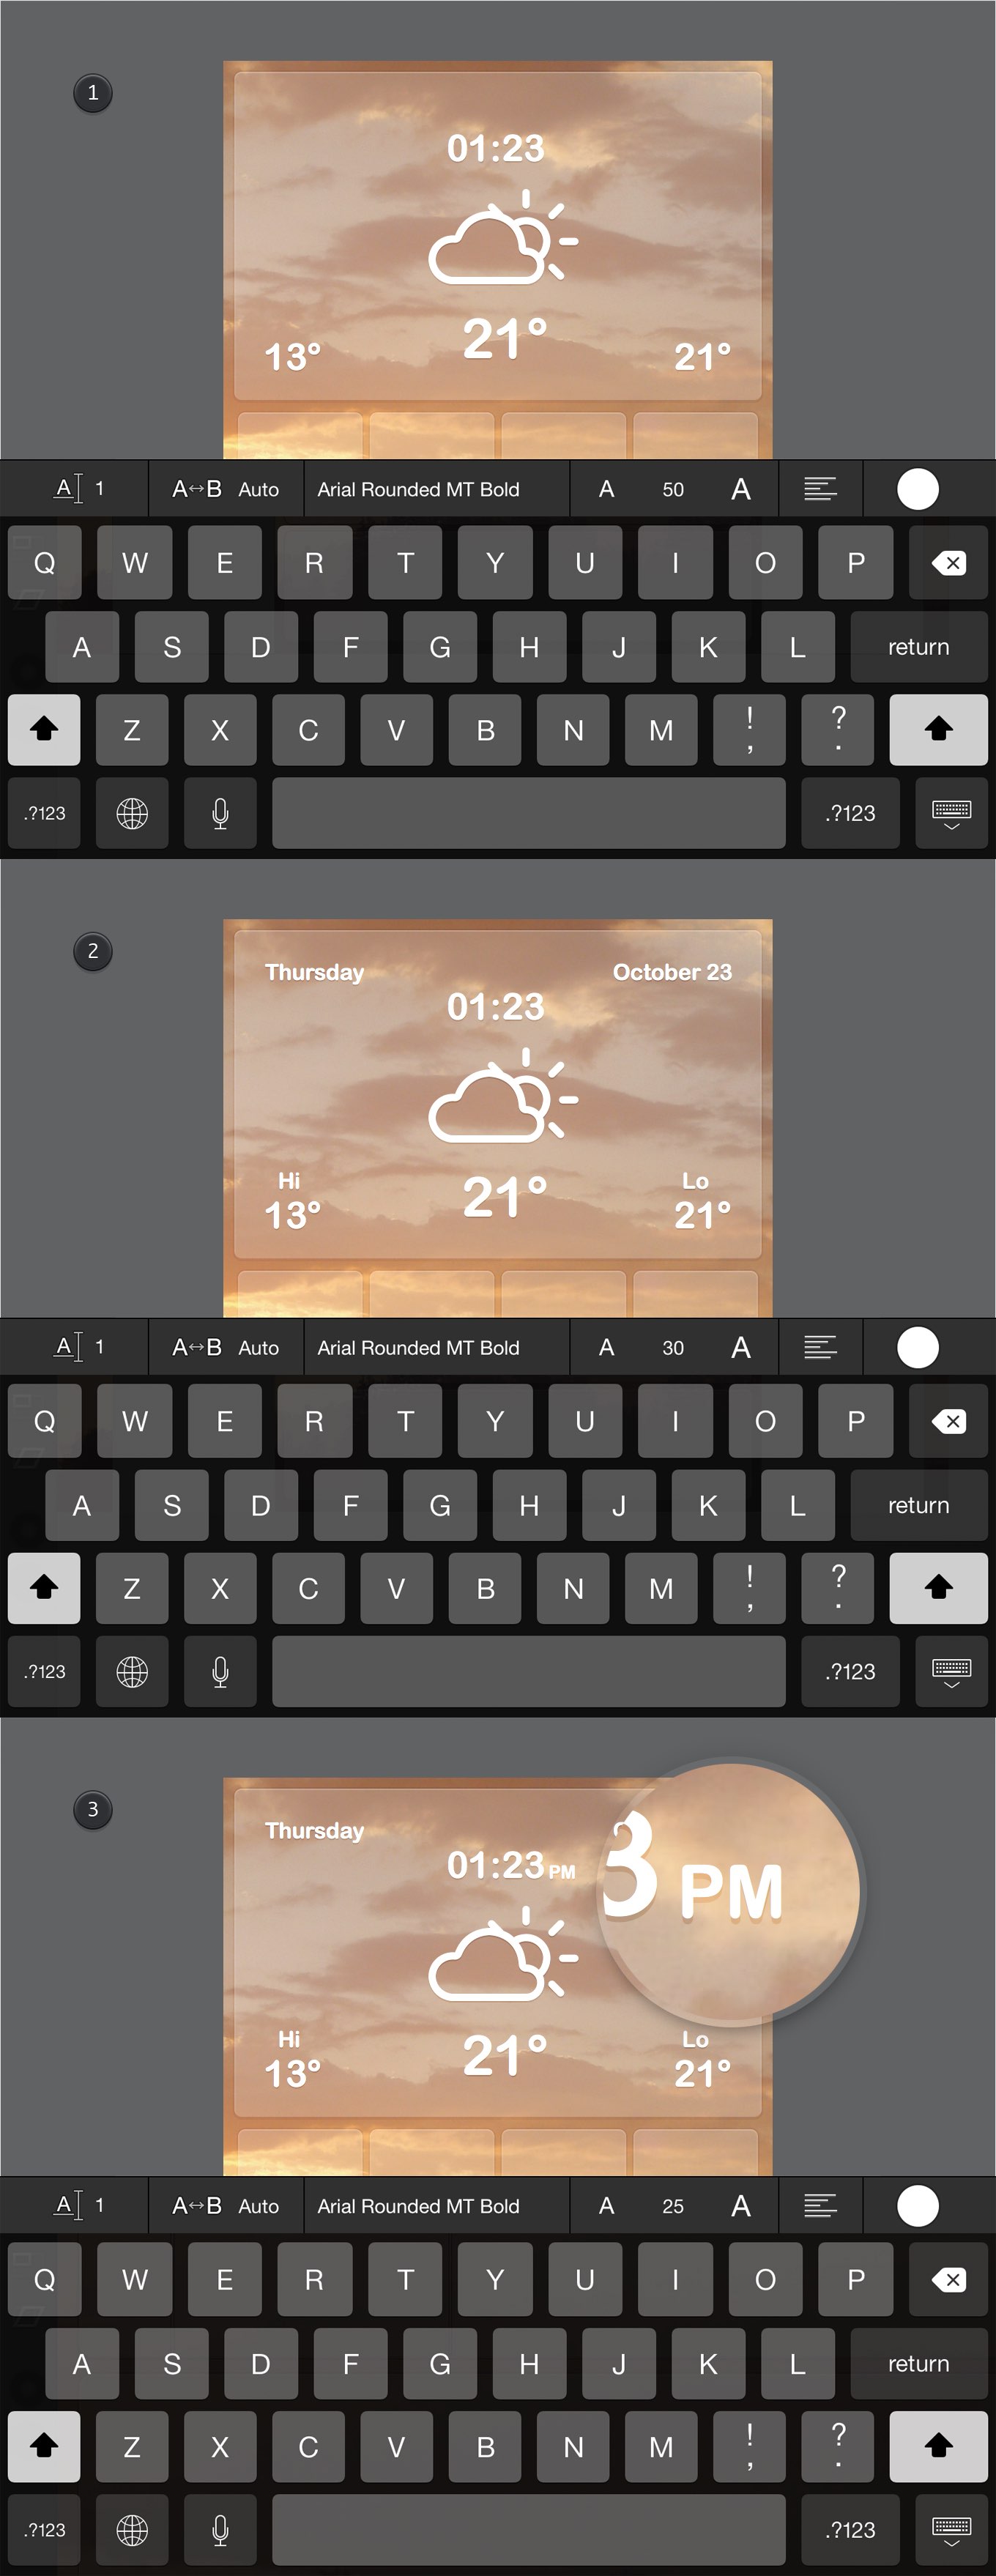 1
01:23
21°
13° 21°
A 1 A↔B Auto Arial Rounded MT Bold A 50 A
Q W E R T Y U I O P
A S D F G H J K L return
Z X C V B N M ! , ? .
.?123 .?123
2
Thursday October 23
01:23
Hi Lo
21°
13° 21°
A 1 A↔B Auto Arial Rounded MT Bold A 30 A
Q W E R T Y U I O P
A S D F G H J K L return
Z X C V B N M ! , ? .
.?123 .?123
3
Thursday
01:23 PM
3 PM
Hi Lo
21°
13° 21°
A 1 A↔B Auto Arial Rounded MT Bold A 25 A
Q W E R T Y U I O P
A S D F G H J K L return
Z X C V B N M ! , ? .
.?123 .?123